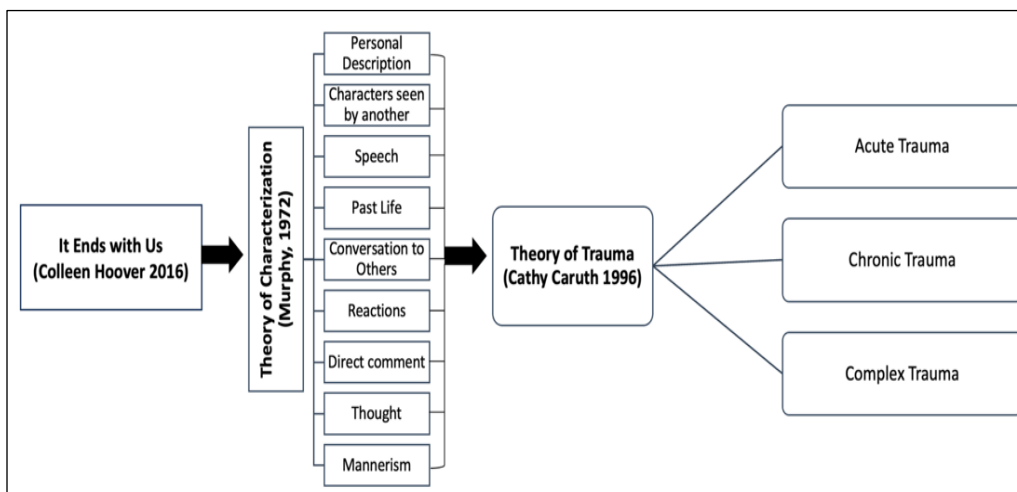 It Ends with Us
(Colleen Hoover 2016)
Theory of Characterization
(Murphy, 1972)
Personal
Description
Characters seen
by another
Speech
Past Life
Conversation to
Others
Reactions
Direct comment
Thought
Mannerism
Theory of Trauma
(Cathy Caruth 1996)
Acute Trauma
Chronic Trauma
Complex Trauma